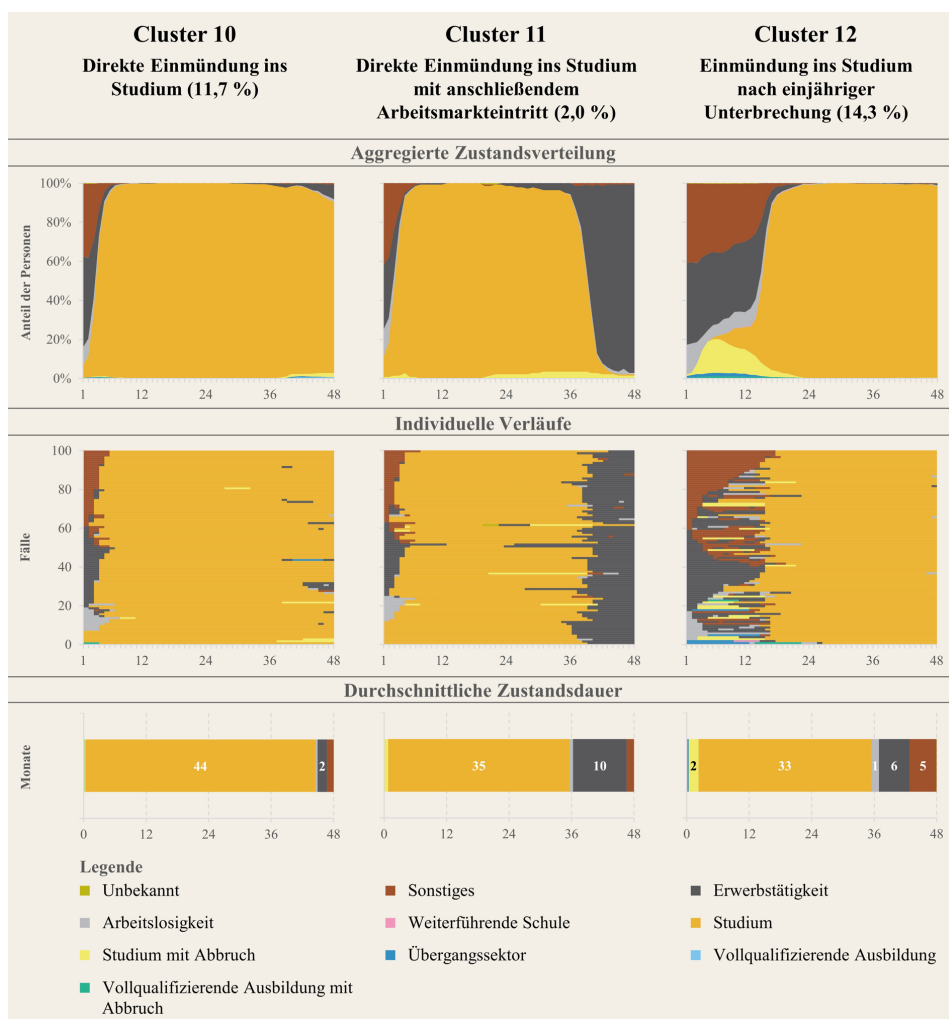 Cluster 10
Direkte Einmündung ins
Studium (11,7 %)
Cluster 11
Direkte Einmündung ins Studium
mit anschließendem
Arbeitsmarkteintritt (2,0 %)
Cluster 12
Einmündung ins Studium
nach einjähriger
Unterbrechung (14,3 %)
Aggregierte Zustandsverteilung
Anteil der Personen
100%
80%
60%
40%
20%
0%
1 12 24 36 48
1 12 24 36 48
1 12 24 36 48
Individuelle Verläufe
Fälle
100
80
60
40
20
0
1 12 24 36 48
1 12 24 36 48
1 12 24 36 48
Durchschnittliche Zustandsdauer
Monate
44 2
35 10
2 33 1 6 5
0 12 24 36 48
0 12 24 36 48
0 12 24 36 48
Legende
Unbekannt
Sonstiges
Erwerbstätigkeit
Arbeitslosigkeit
Weiterführende Schule
Studium
Studium mit Abbruch
Übergangssektor
Vollqualifizierende Ausbildung
Vollqualifizierende Ausbildung mit
Abbruch